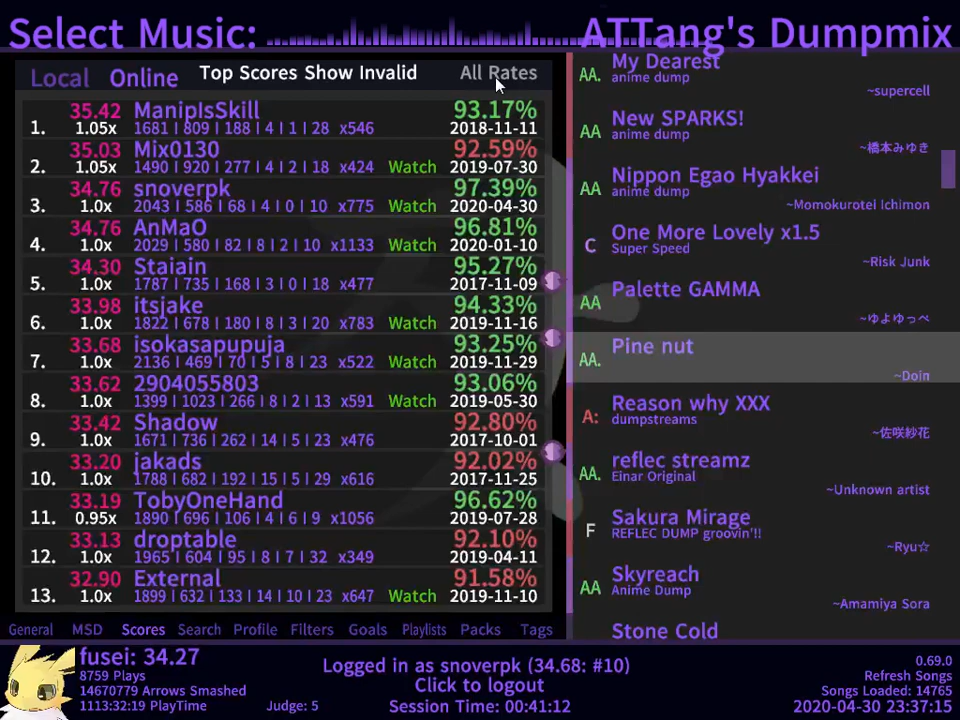 Select Music:
ATTang's Dumpmix
Local Online Top Scores Show Invalid All Rates
35.42 ManipIsSkill 93.17%
1. 1.05x 1681 | 809 | 188 | 4 | 1 | 28 x546 2018-11-11
35.03 Mix0130 92.59%
2. 1.05x 1490 | 920 | 277 | 4 | 2 | 18 x424 Watch 2019-07-30
34.76 snoverpk 97.39%
3. 1.0x 2043 | 586 | 68 | 4 | 0 | 10 x775 Watch 2020-04-30
34.76 AnMaO 96.81%
4. 1.0x 2029 | 580 | 82 | 8 | 2 | 10 x1133 Watch 2020-01-10
34.30 Staiain 95.27%
5. 1.0x 1787 | 735 | 168 | 3 | 0 | 18 x477 2017-11-09
33.98 itsjake 94.33%
6. 1.0x 1822 | 678 | 180 | 8 | 3 | 20 x783 Watch 2019-11-16
33.68 isokasapupuja 93.25%
7. 1.0x 2136 | 469 | 70 | 5 | 8 | 23 x522 Watch 2019-11-29
33.62 2904055803 93.06%
8. 1.0x 1399 | 1023 | 266 | 8 | 2 | 13 x591 Watch 2019-05-30
33.42 Shadow 92.80%
9. 1.0x 1671 | 736 | 262 | 14 | 5 | 23 x476 2017-10-01
33.20 jakads 92.02%
10. 1.0x 1788 | 682 | 192 | 15 | 5 | 29 x616 2017-11-25
33.19 TobyOneHand 96.62%
11. 0.95x 1890 | 696 | 106 | 4 | 6 | 9 x1056 2019-07-28
33.13 droptable 92.10%
12. 1.0x 1965 | 604 | 95 | 8 | 7 | 32 x349 2019-04-11
32.90 External 91.58%
13. 1.0x 1899 | 632 | 133 | 14 | 10 | 23 x647 Watch 2019-11-10
General MSD Scores Search Profile Filters Goals Playlists Packs Tags
AA. My Dearest
anime dump
~supercell
AA New SPARKS!
anime dump
~橋本みゆき
AA Nippon Egao Hyakkei
anime dump
~Momokurotei Ichimon
C One More Lovely x1.5
Super Speed
~Risk Junk
AA Palette GAMMA
~ゆよゆっぺ
AA. Pine nut
~Doin
A: Reason why XXX
dumpstreams
~佐咲紗花
AA. reflec streamz
Einar Original
~Unknown artist
F Sakura Mirage
REFLEC DUMP groovin'!!
~Ryu☆
AA Skyreach
Anime Dump
~Amamiya Sora
Stone Cold
fusei: 34.27
8759 Plays
14670779 Arrows Smashed
1113:32:19 PlayTime Judge: 5
Logged in as snoverpk (34.68: #10)
Click to logout
Session Time: 00:41:12
0.69.0
Refresh Songs
Songs Loaded: 14765
2020-04-30 23:37:15